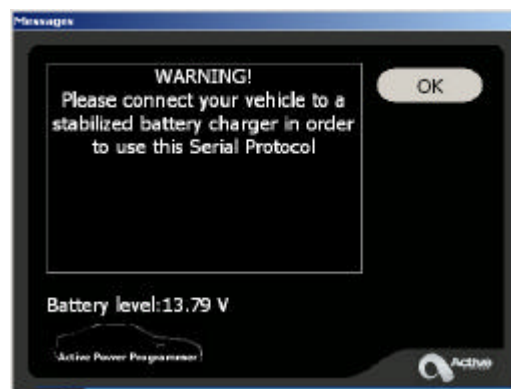 Messages
WARNING!
Please connect your vehicle to a
stabilized battery charger in order
to use this Serial Protocol
OK
Battery level:13.79 V
Active Power Programmer
Active